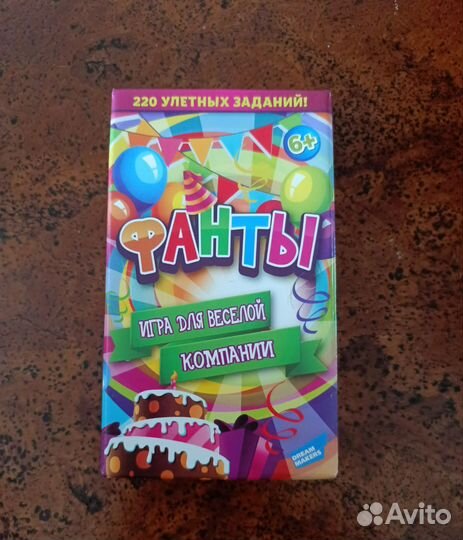 220 УЛЕТНЫХ ЗАДАНИЙ!
6+
ФАНТЫ
ИГРА ДЛЯ ВЕСЕЛОЙ
КОМПАНИИ
DREAM
MAKERS
Avito